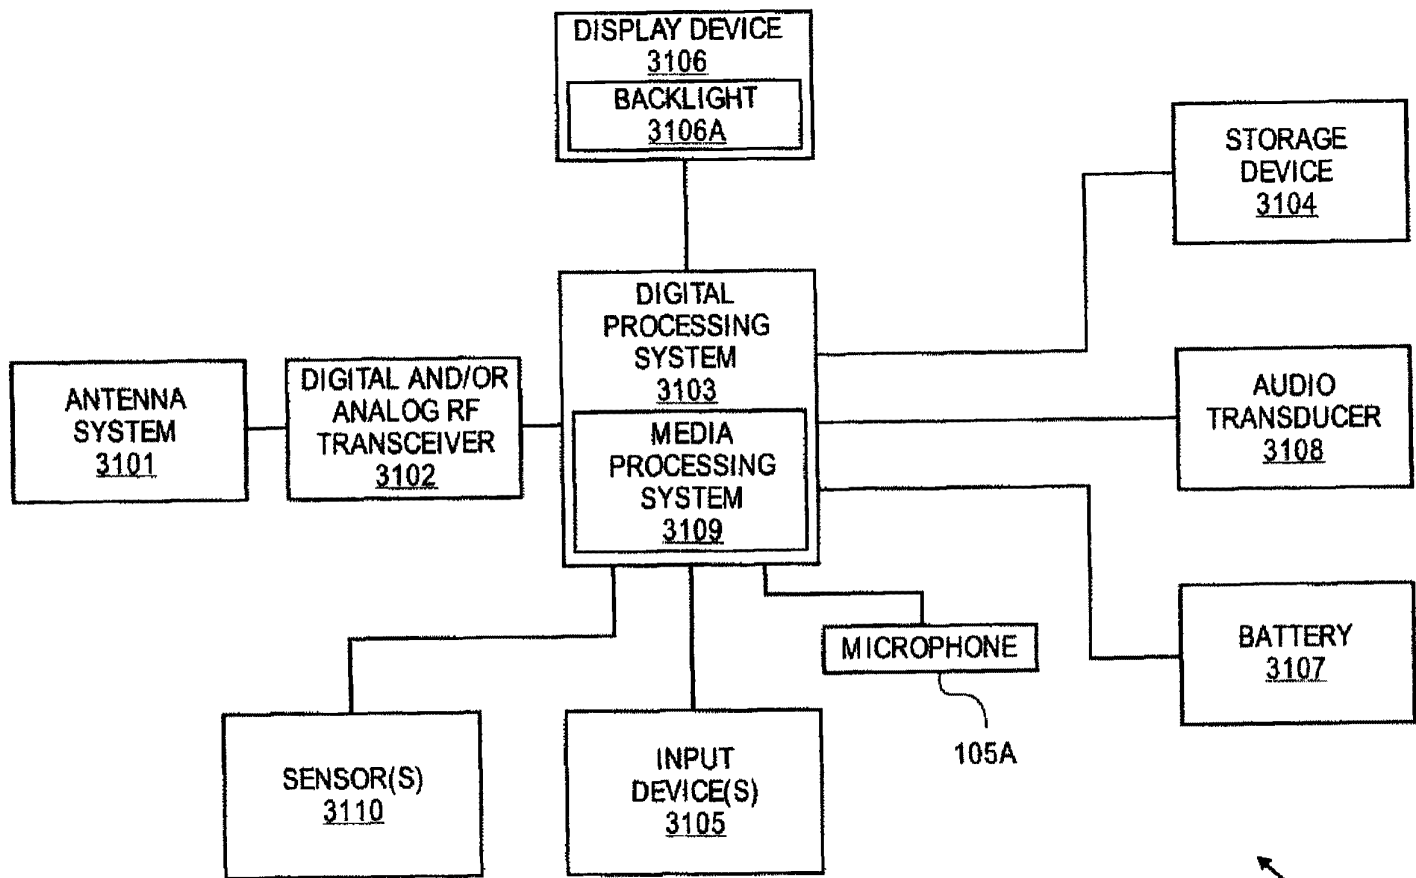 DISPLAY DEVICE
3106
BACKLIGHT
3106A
STORAGE
DEVICE
3104
DIGITAL
PROCESSING
SYSTEM
3103
MEDIA
PROCESSING
SYSTEM
3109
ANTENNA
SYSTEM
3101
DIGITAL AND/OR
ANALOG RF
TRANSCEIVER
3102
AUDIO
TRANSDUCER
3108
MICROPHONE
105A
BATTERY
3107
SENSOR(S)
3110
INPUT
DEVICE(S)
3105